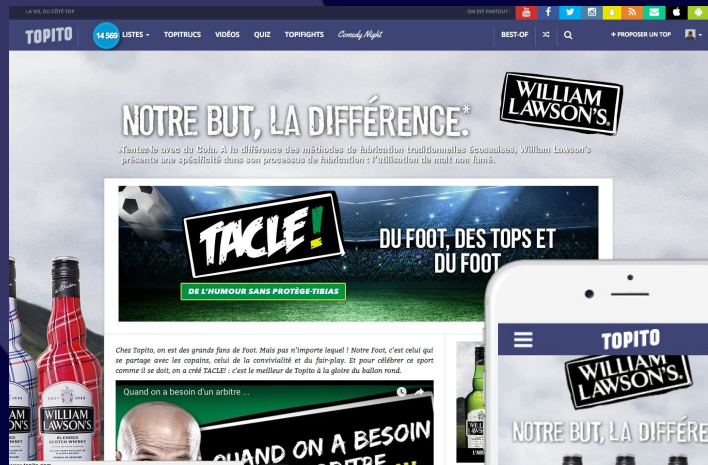 LA VIE, DU CÔTÉ TOP
ON EST PARTOUT :
TOPITO
14 569 LISTES
TOPITRUCS
VIDÉOS
QUIZ
TOPIFIGHTS
Comedy Night
BEST-OF
+ PROPOSER UN TOP
WILLIAM
LAWSON'S.
NOTRE BUT, LA DIFFÉRENCE.*
*Tentez-le avec du Cola. A la différence des méthodes de fabrication traditionnelles écossaises, William Lawson's
présente une spécificité dans son processus de fabrication : l'utilisation de malt non fumé.
TACLE!
DE L'HUMOUR SANS PROTÈGE-TIBIAS
DU FOOT, DES TOPS ET
DU FOOT
Chez Topito, on est des grands fans de Foot. Mais pas n'importe lequel ! Notre Foot, c'est celui qui
se partage avec les copains, celui de la convivialité et du fair-play. Et pour célébrer ce sport
comme il se doit, on a créé TACLE! : c'est le meilleur de Topito à la gloire du ballon rond.
Quand on a besoin d'un arbitre ...
QUAND ON A BESOIN
ARBITRE
WILLIAM
LAWSON'S
BLENDED
SCOTCH WHISKY
TOPITO
WILLIAM
LAWSON'S.
NOTRE BUT, LA DIFFÉRE
www.topito.com